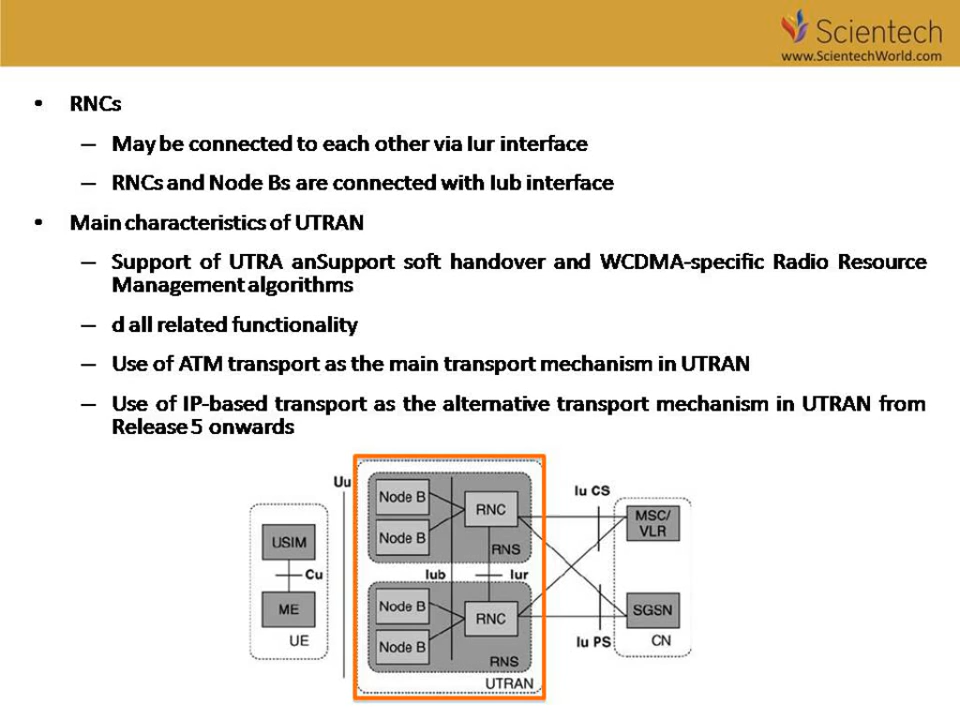 Scientech
www.ScientechWorld.com
• RNCs
– May be connected to each other via Iur interface
– RNCs and Node Bs are connected with Iub interface
• Main characteristics of UTRAN
– Support of UTRA anSupport soft handover and WCDMA-specific Radio Resource
Management algorithms
– d all related functionality
– Use of ATM transport as the main transport mechanism in UTRAN
– Use of IP-based transport as the alternative transport mechanism in UTRAN from
Release 5 onwards
Uu
Node B
RNC
Node B
RNS
Iu CS
MSC/
VLR
USIM
Cu
Iub
Iur
ME
UE
Node B
RNC
Node B
RNS
UTRAN
SGSN
Iu PS
CN